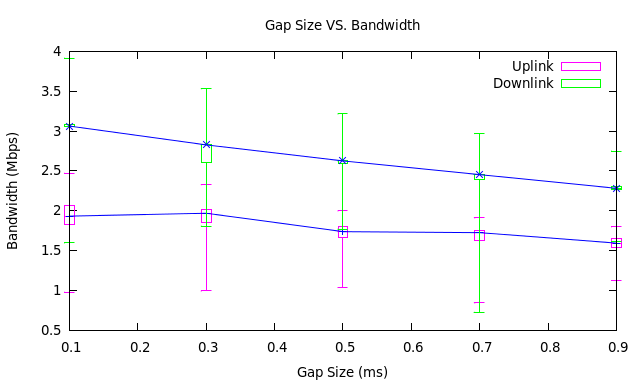 Gap Size VS. Bandwidth
Uplink
Downlink
4
3.5
3
2.5
2
1.5
1
0.5
Bandwidth (Mbps)
0.1 0.2 0.3 0.4 0.5 0.6 0.7 0.8 0.9
Gap Size (ms)